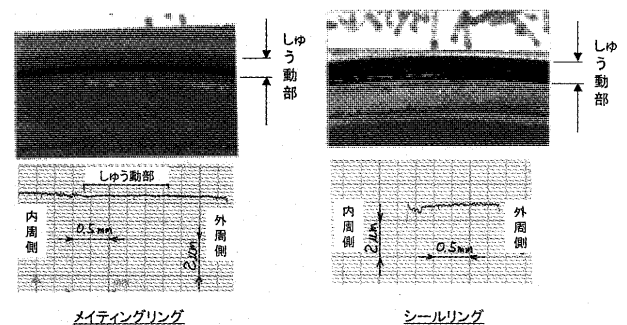 しゅう動部
しゅう動部
しゅう動部
内周側
外周側
0.5mm
2μm
内周側
外周側
2μm
0.5mm
メイティングリング
シールリング